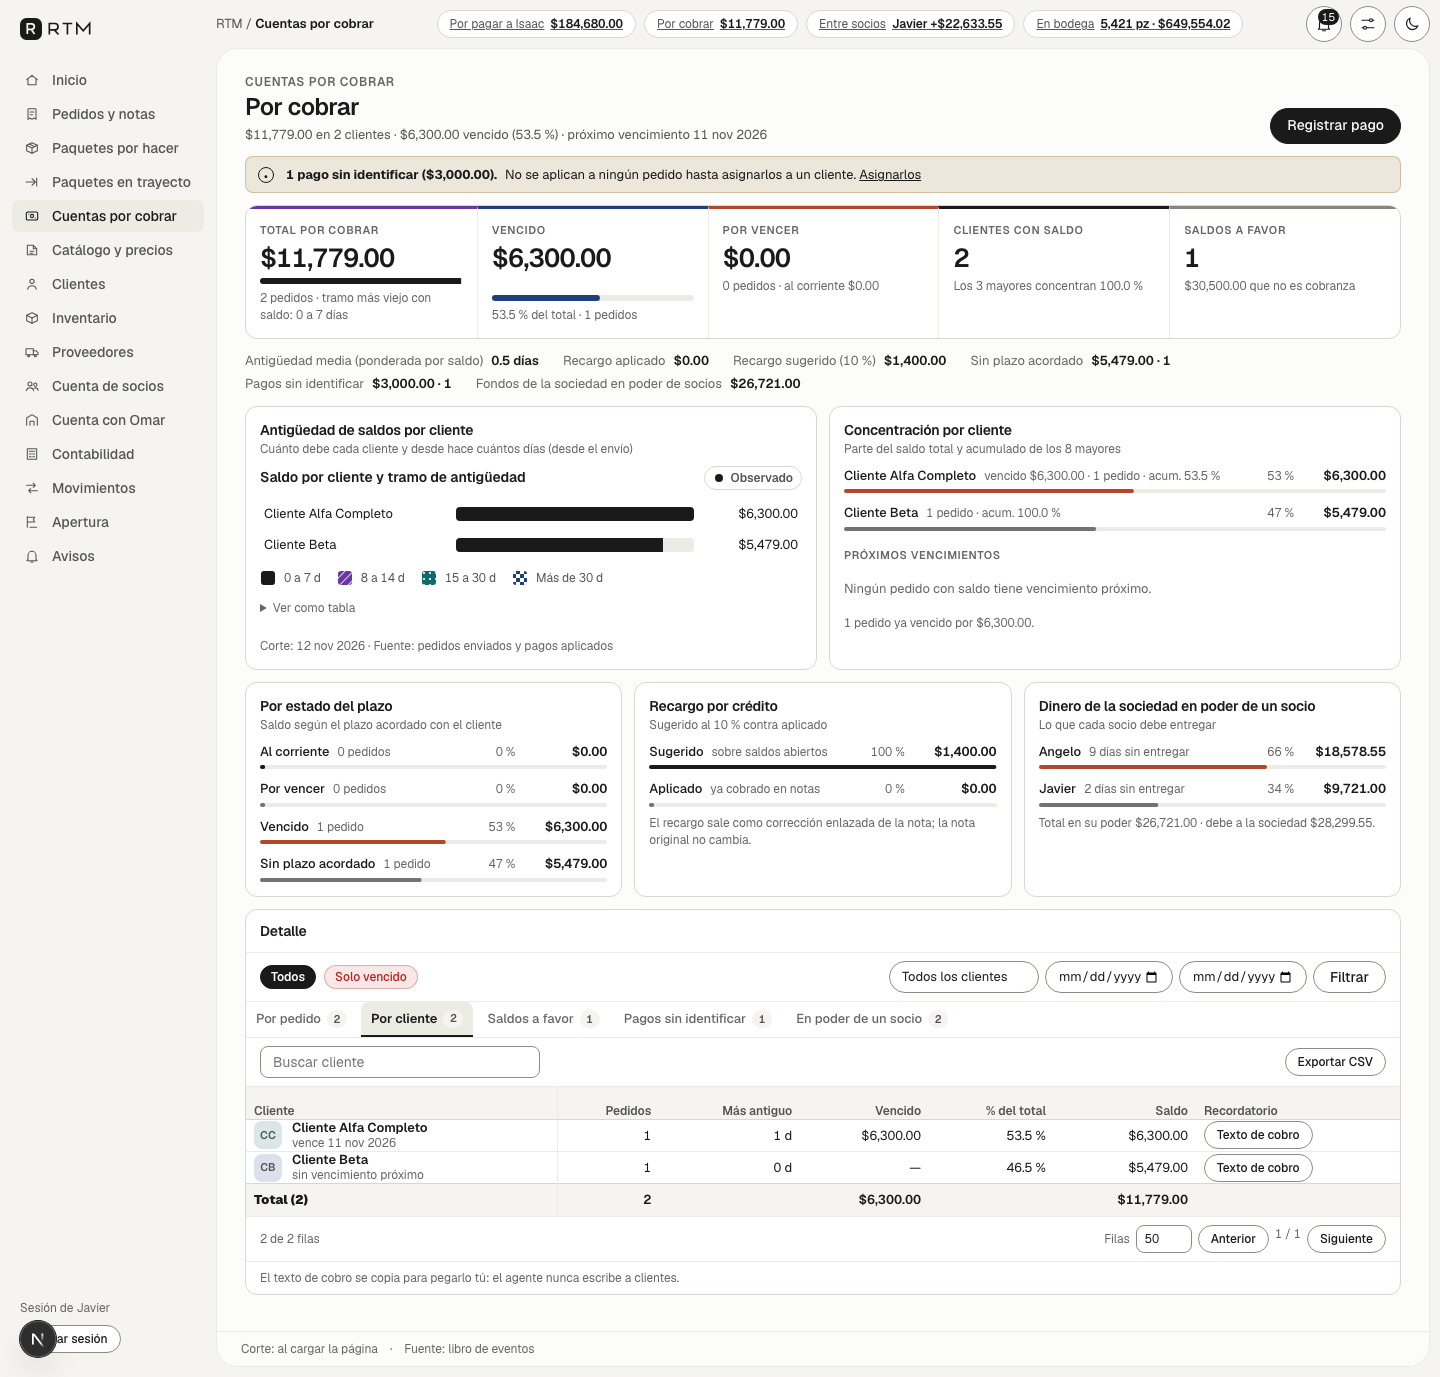 R RTM
RTM / Cuentas por cobrar
Por pagar a Isaac $184,680.00
Por cobrar $11,779.00
Entre socios Javier +$22,633.55
En bodega 5,421 pz · $649,554.02
15
Inicio
Pedidos y notas
Paquetes por hacer
Paquetes en trayecto
Cuentas por cobrar
Catálogo y precios
Clientes
Inventario
Proveedores
Cuenta de socios
Cuenta con Omar
Contabilidad
Movimientos
Apertura
Avisos
Sesión de Javier
N ar sesión
CUENTAS POR COBRAR
Por cobrar
$11,779.00 en 2 clientes · $6,300.00 vencido (53.5 %) · próximo vencimiento 11 nov 2026
Registrar pago
1 pago sin identificar ($3,000.00). No se aplican a ningún pedido hasta asignarlos a un cliente. Asignarlos
TOTAL POR COBRAR
$11,779.00
2 pedidos · tramo más viejo con
saldo: 0 a 7 días
VENCIDO
$6,300.00
53.5 % del total · 1 pedidos
POR VENCER
$0.00
0 pedidos · al corriente $0.00
CLIENTES CON SALDO
2
Los 3 mayores concentran 100.0 %
SALDOS A FAVOR
1
$30,500.00 que no es cobranza
Antigüedad media (ponderada por saldo) 0.5 días Recargo aplicado $0.00 Recargo sugerido (10 %) $1,400.00 Sin plazo acordado $5,479.00 · 1
Pagos sin identificar $3,000.00 · 1 Fondos de la sociedad en poder de socios $26,721.00
Antigüedad de saldos por cliente
Cuánto debe cada cliente y desde hace cuántos días (desde el envío)
Saldo por cliente y tramo de antigüedad
Observado
Cliente Alfa Completo $6,300.00
Cliente Beta $5,479.00
0 a 7 d 8 a 14 d 15 a 30 d Más de 30 d
Ver como tabla
Corte: 12 nov 2026 · Fuente: pedidos enviados y pagos aplicados
Concentración por cliente
Parte del saldo total y acumulado de los 8 mayores
Cliente Alfa Completo vencido $6,300.00 · 1 pedido · acum. 53.5 % 53 % $6,300.00
Cliente Beta 1 pedido · acum. 100.0 % 47 % $5,479.00
PRÓXIMOS VENCIMIENTOS
Ningún pedido con saldo tiene vencimiento próximo.
1 pedido ya vencido por $6,300.00.
Por estado del plazo
Saldo según el plazo acordado con el cliente
Al corriente 0 pedidos 0 % $0.00
Por vencer 0 pedidos 0 % $0.00
Vencido 1 pedido 53 % $6,300.00
Sin plazo acordado 1 pedido 47 % $5,479.00
Recargo por crédito
Sugerido al 10 % contra aplicado
Sugerido sobre saldos abiertos 100 % $1,400.00
Aplicado ya cobrado en notas 0 % $0.00
El recargo sale como corrección enlazada de la nota; la nota
original no cambia.
Dinero de la sociedad en poder de un socio
Lo que cada socio debe entregar
Angelo 9 días sin entregar 66 % $18,578.55
Javier 2 días sin entregar 34 % $9,721.00
Total en su poder $26,721.00 · debe a la sociedad $28,299.55.
Detalle
Todos Solo vencido
Todos los clientes mm/dd/yyyy mm/dd/yyyy Filtrar
Por pedido 2 Por cliente 2 Saldos a favor 1 Pagos sin identificar 1 En poder de un socio 2
Buscar cliente
Exportar CSV
Cliente Pedidos Más antiguo Vencido % del total Saldo Recordatorio
CC Cliente Alfa Completo 1 1 d $6,300.00 53.5 % $6,300.00 Texto de cobro
vence 11 nov 2026
CB Cliente Beta 1 0 d — 46.5 % $5,479.00 Texto de cobro
sin vencimiento próximo
Total (2) 2 $6,300.00 $11,779.00
2 de 2 filas
Filas 50 Anterior 1 / 1 Siguiente
El texto de cobro se copia para pegarlo tú: el agente nunca escribe a clientes.
Corte: al cargar la página · Fuente: libro de eventos